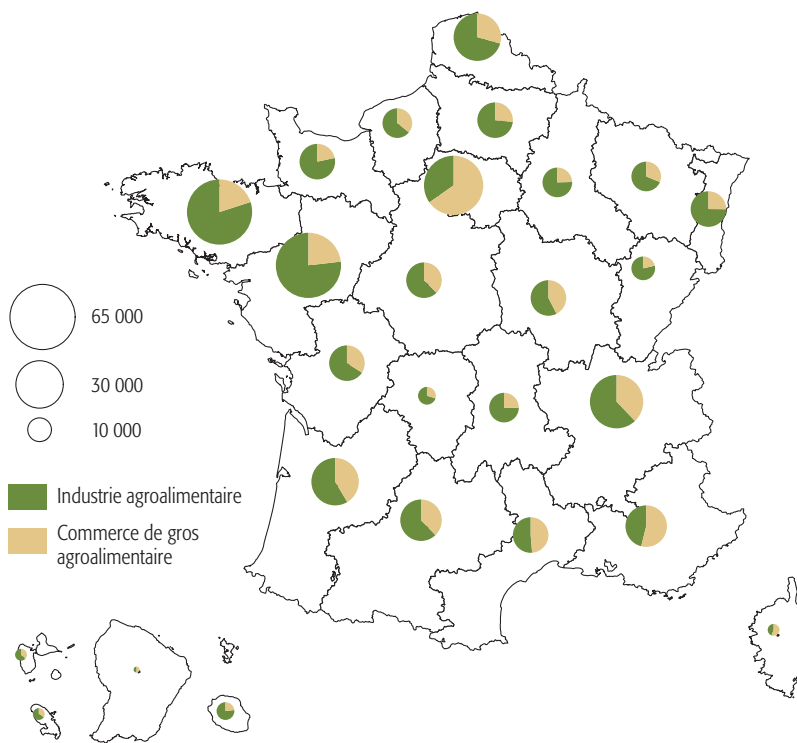 65 000
30 000
10 000
Industrie agroalimentaire
Commerce de gros
agroalimentaire